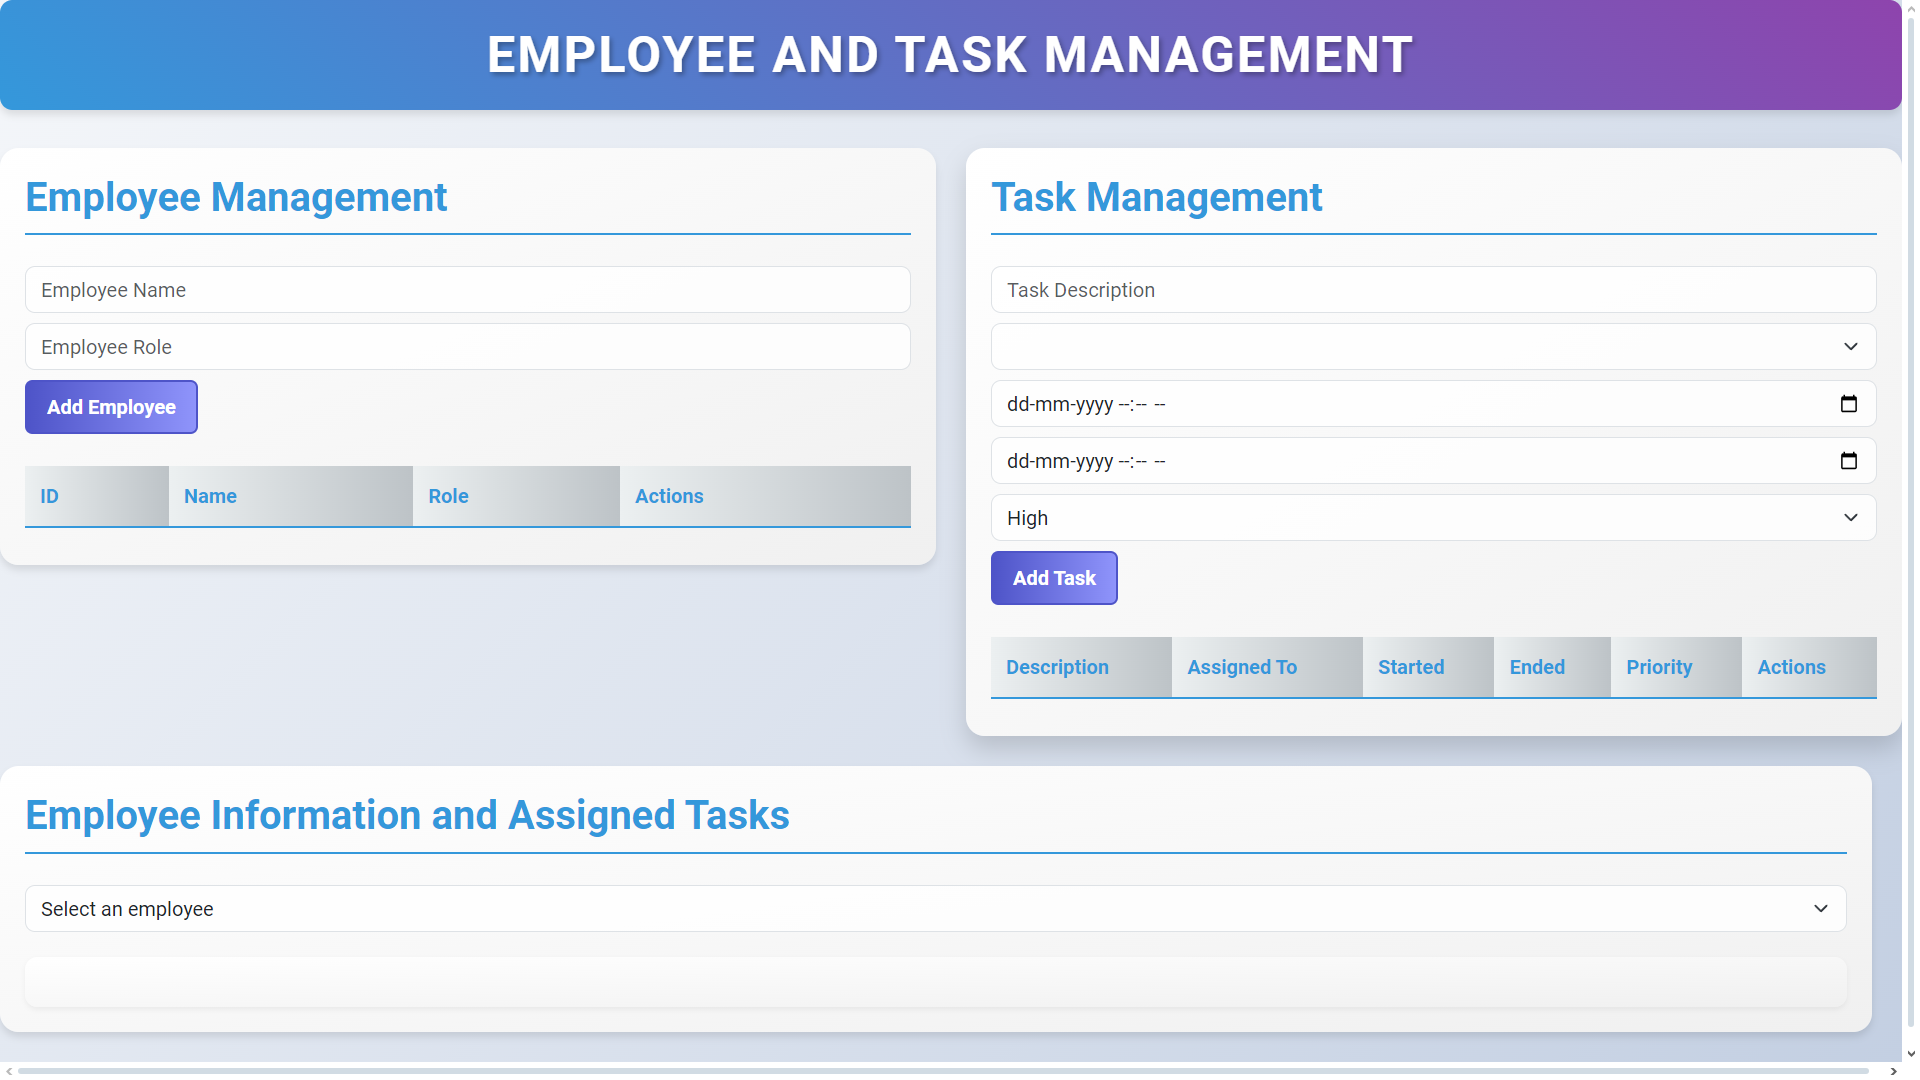 EMPLOYEE AND TASK MANAGEMENT
Employee Management
Employee Name
Employee Role
Add Employee
ID Name Role Actions
Task Management
Task Description
dd-mm-yyyy --:-- --
dd-mm-yyyy --:-- --
High
Add Task
Description Assigned To Started Ended Priority Actions
Employee Information and Assigned Tasks
Select an employee